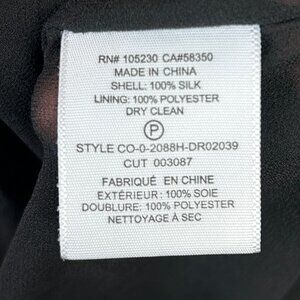 RN# 105230 CA#58350
MADE IN CHINA
SHELL: 100% SILK
LINING: 100% POLYESTER
DRY CLEAN
P
STYLE CO-0-2088H-DR02039
CUT 003087
FABRIQUÉ EN CHINE
EXTÉRIEUR: 100% SOIE
DOUBLURE: 100% POLYESTER
NETTOYAGE À SEC